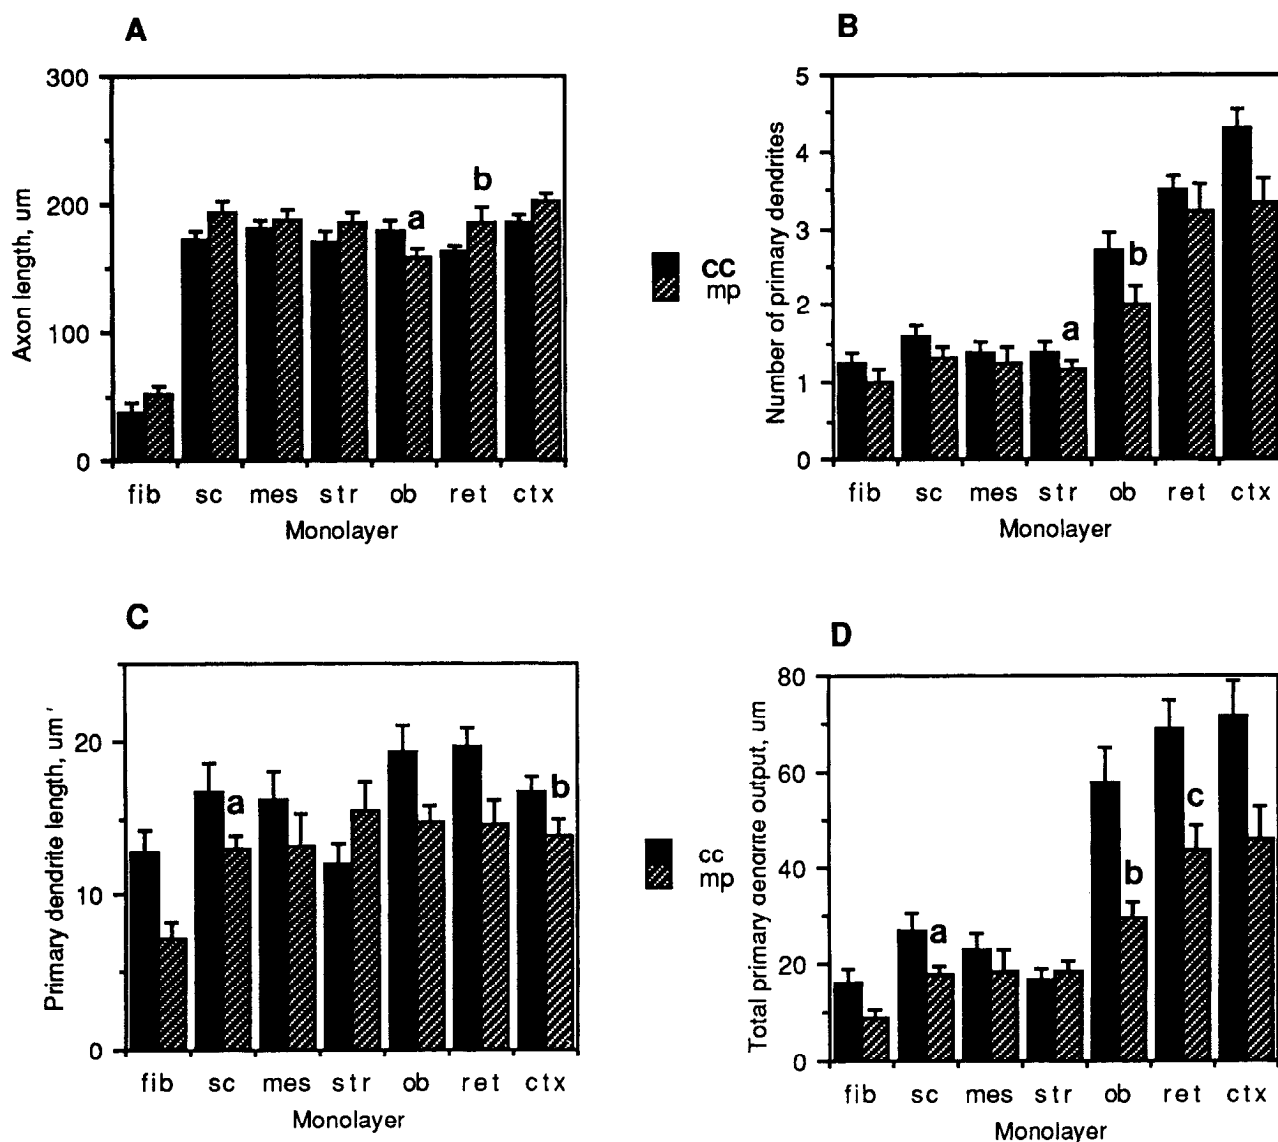 A
300
200
100
0
Axon length, um
a
b
fib sc mes str ob ret ctx
Monolayer
B
5
4
3
2
1
0
Number of primary dendrites
a
b
fib sc mes str ob ret ctx
Monolayer
cc
mp
C
20
10
0
Primary dendrite length, um
a
b
fib sc mes str ob ret ctx
Monolayer
cc
mp
D
80
60
40
20
0
Total primary dendrite output, um
a
b
c
fib sc mes str ob ret ctx
Monolayer